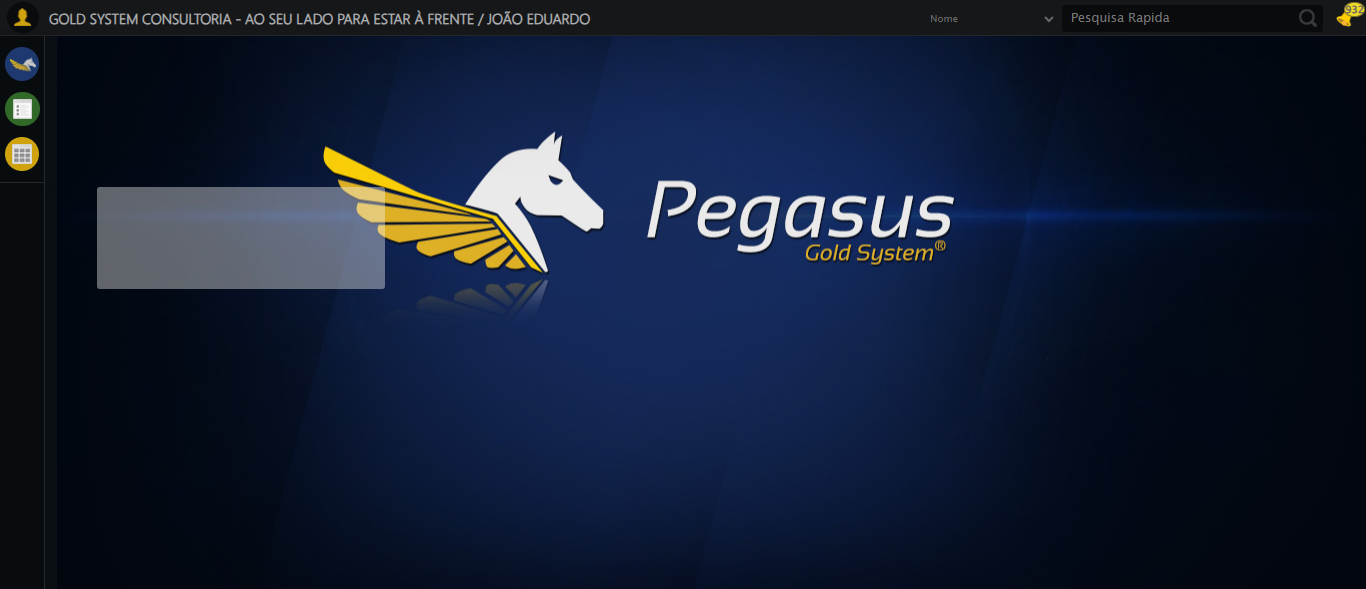 GOLD SYSTEM CONSULTORIA - AO SEU LADO PARA ESTAR À FRENTE / JOÃO EDUARDO
Nome
Pesquisa Rapida
932
Pegasus
Gold System®